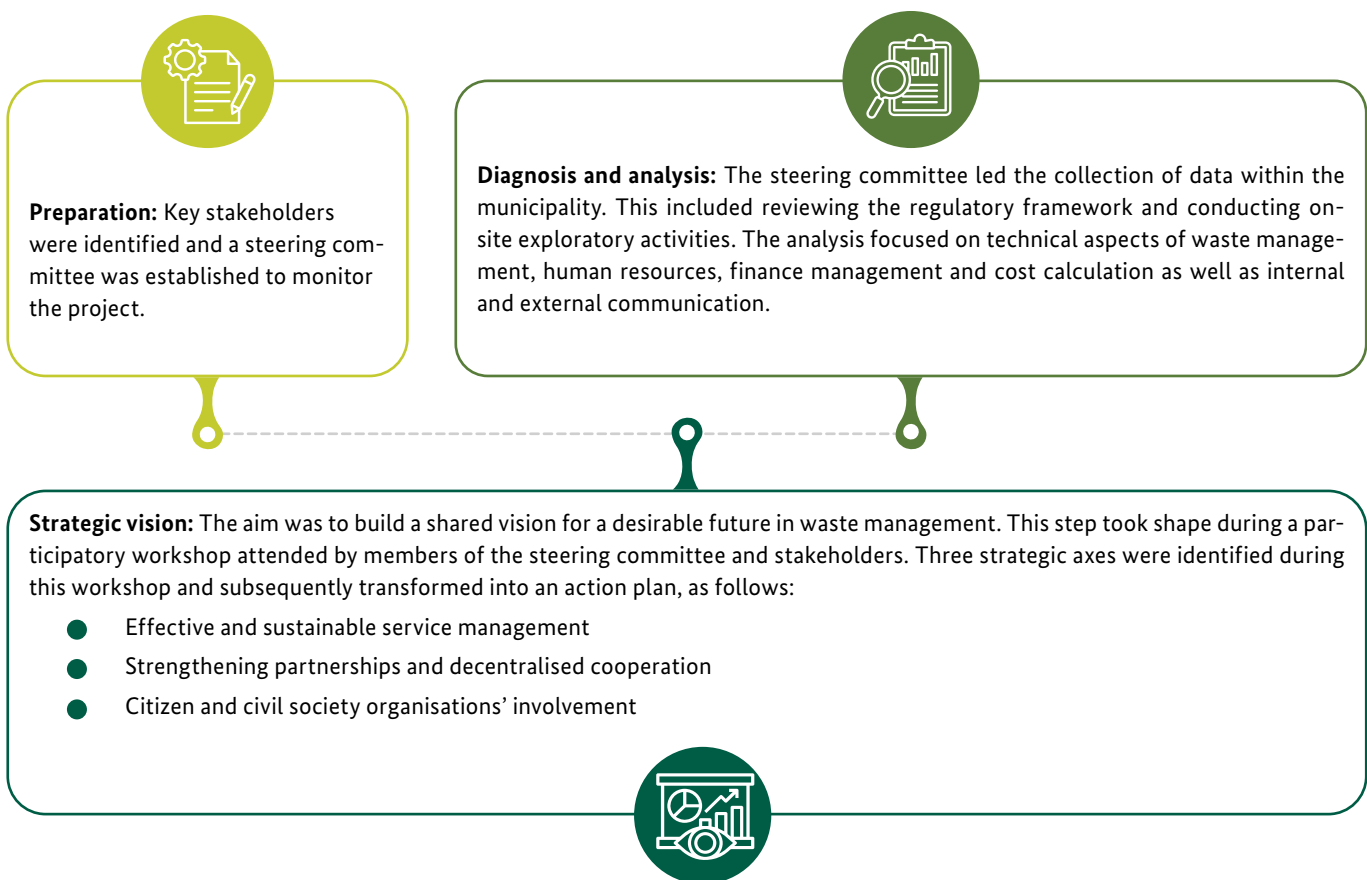 Preparation: Key stakeholders
were identified and a steering com-
mittee was established to monitor
the project.
Diagnosis and analysis: The steering committee led the collection of data within the
municipality. This included reviewing the regulatory framework and conducting on-
site exploratory activities. The analysis focused on technical aspects of waste manage-
ment, human resources, finance management and cost calculation as well as internal
and external communication.
Strategic vision: The aim was to build a shared vision for a desirable future in waste management. This step took shape during a par-
ticipatory workshop attended by members of the steering committee and stakeholders. Three strategic axes were identified during
this workshop and subsequently transformed into an action plan, as follows:
Effective and sustainable service management
Strengthening partnerships and decentralised cooperation
Citizen and civil society organisations’ involvement